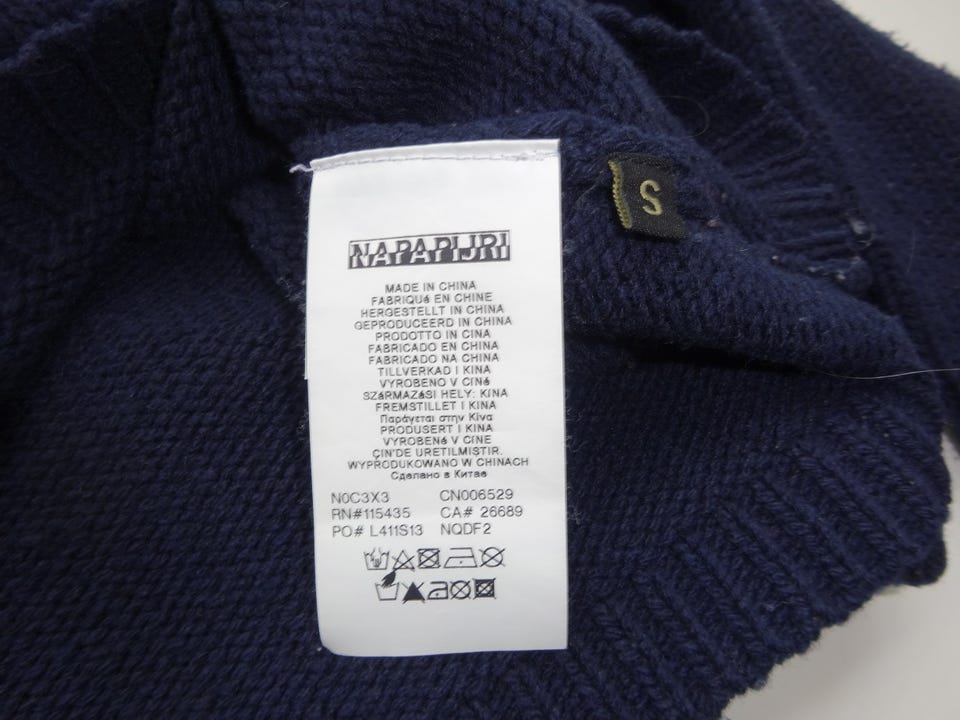 NAPAPIJRI
S
MADE IN CHINA
FABRIQUé EN CHINE
HERGESTELLT IN CHINA
GEPRODUCEERD IN CHINA
PRODOTTO IN CINA
FABRICADO EN CHINA
FABRICADO NA CHINA
TILLVERKAD I KINA
VYROBENO V CINé
SZáRMAZáSI HELY: KINA
FREMSTILLET I KINA
Παράγεται στην Κίνα
PRODUSERT I KINA
VYROBENé V CINE
ÇIN'DE URETILMISTIR.
WYPRODUKOWANO W CHINACH
Сделано в Китае
N0C3X3 CN006529
RN#115435 CA# 26689
PO# L411S13 NQDF2